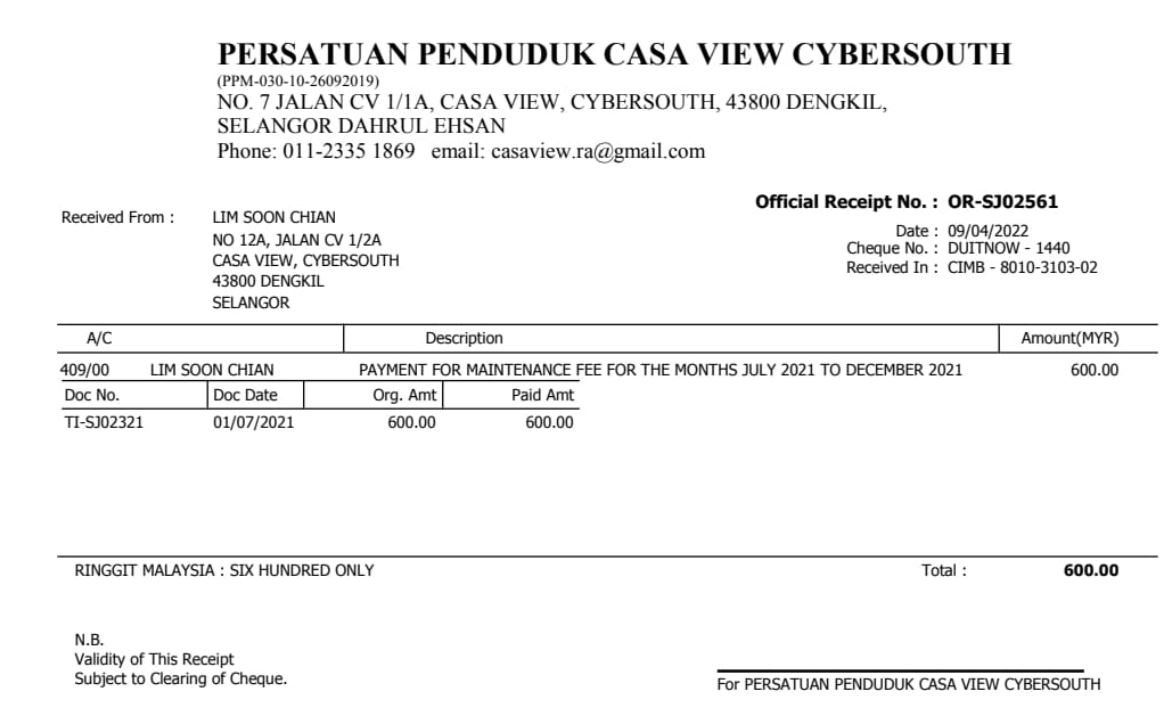 PERSATUAN PENDUDUK CASA VIEW CYBERSOUTH
(PPM-030-10-26092019)
NO. 7 JALAN CV 1/1A, CASA VIEW, CYBERSOUTH, 43800 DENGKIL,
SELANGOR DAHRUL EHSAN
Phone: 011-2335 1869 email: casaview.ra@gmail.com
Official Receipt No. : OR-SJ02561
Received From : LIM SOON CHIAN
NO 12A, JALAN CV 1/2A
CASA VIEW, CYBERSOUTH
43800 DENGKIL
SELANGOR
Date : 09/04/2022
Cheque No. : DUITNOW - 1440
Received In : CIMB - 8010-3103-02
A/C Description Amount(MYR)
409/00 LIM SOON CHIAN PAYMENT FOR MAINTENANCE FEE FOR THE MONTHS JULY 2021 TO DECEMBER 2021 600.00
Doc No. Doc Date Org. Amt Paid Amt
TI-SJ02321 01/07/2021 600.00 600.00
RINGGIT MALAYSIA : SIX HUNDRED ONLY Total : 600.00
N.B.
Validity of This Receipt
Subject to Clearing of Cheque.
For PERSATUAN PENDUDUK CASA VIEW CYBERSOUTH